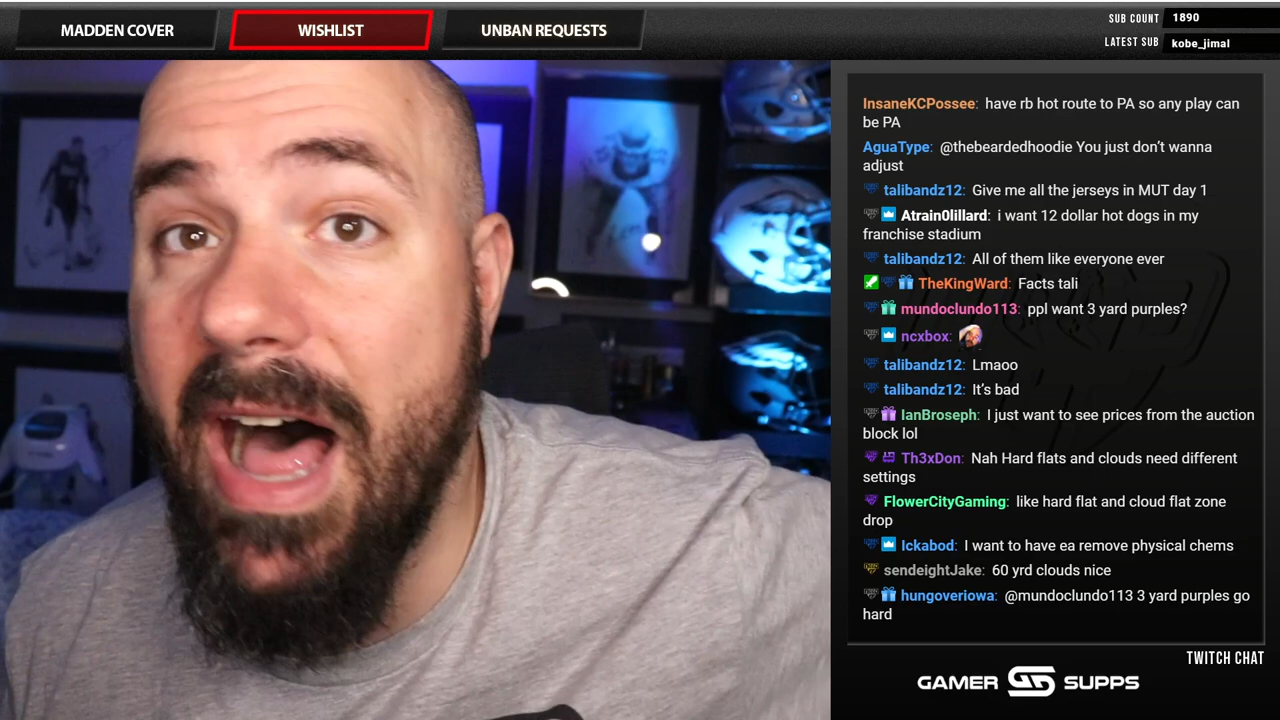 MADDEN COVER
WISHLIST
UNBAN REQUESTS
SUB COUNT 1890
LATEST SUB kobe_jimal
InsaneKCPossee: have rb hot route to PA so any play can
be PA
AguaType: @thebeardedhoodie You just don't wanna
adjust
talibandz12: Give me all the jerseys in MUT day 1
Atrain0lillard: i want 12 dollar hot dogs in my
franchise stadium
talibandz12: All of them like everyone ever
TheKingWard: Facts tali
mundoclundo113: ppl want 3 yard purples?
ncxbox:
talibandz12: Lmaoo
talibandz12: It's bad
IanBroseph: I just want to see prices from the auction
block lol
Th3xDon: Nah Hard flats and clouds need different
settings
FlowerCityGaming: like hard flat and cloud flat zone
drop
Ickabod: I want to have ea remove physical chems
sendeightJake: 60 yrd clouds nice
hungoveriowa: @mundoclundo113 3 yard purples go
hard
TWITCH CHAT
GAMER GS SUPPS